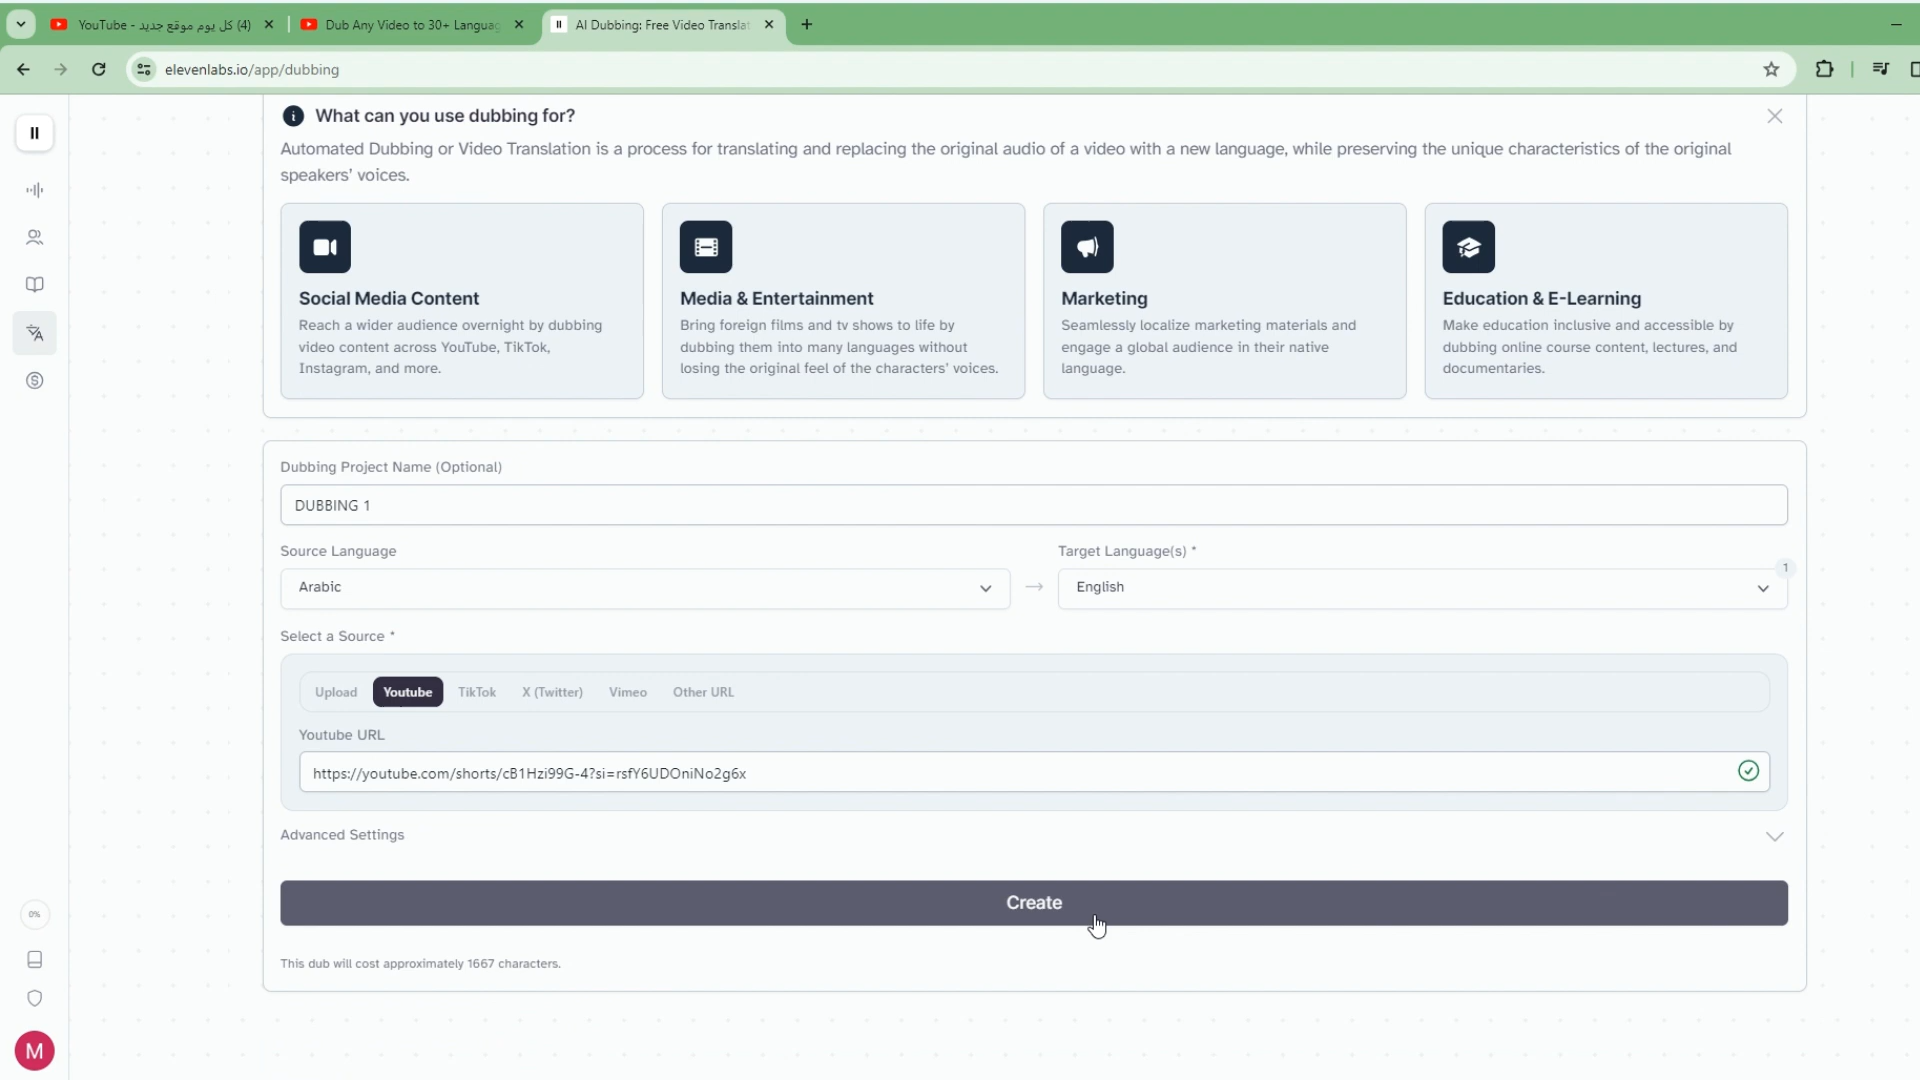 كل يوم موقع جديد - YouTube (4)
Dub Any Video to 30+ Languag
AI Dubbing: Free Video Translat
elevenlabs.io/app/dubbing
What can you use dubbing for?
Automated Dubbing or Video Translation is a process for translating and replacing the original audio of a video with a new language, while preserving the unique characteristics of the original
speakers' voices.
Social Media Content
Reach a wider audience overnight by dubbing
video content across YouTube, TikTok,
Instagram, and more.
Media & Entertainment
Bring foreign films and tv shows to life by
dubbing them into many languages without
losing the original feel of the characters' voices.
Marketing
Seamlessly localize marketing materials and
engage a global audience in their native
language.
Education & E-Learning
Make education inclusive and accessible by
dubbing online course content, lectures, and
documentaries.
Dubbing Project Name (Optional)
DUBBING 1
Source Language
Arabic
Target Language(s) *
1
English
Select a Source *
Upload Youtube TikTok X (Twitter) Vimeo Other URL
Youtube URL
https://youtube.com/shorts/cB1Hzi99G-4?si=rsfY6UDOniNo2g6x
Advanced Settings
Create
This dub will cost approximately 1667 characters.
0%
M